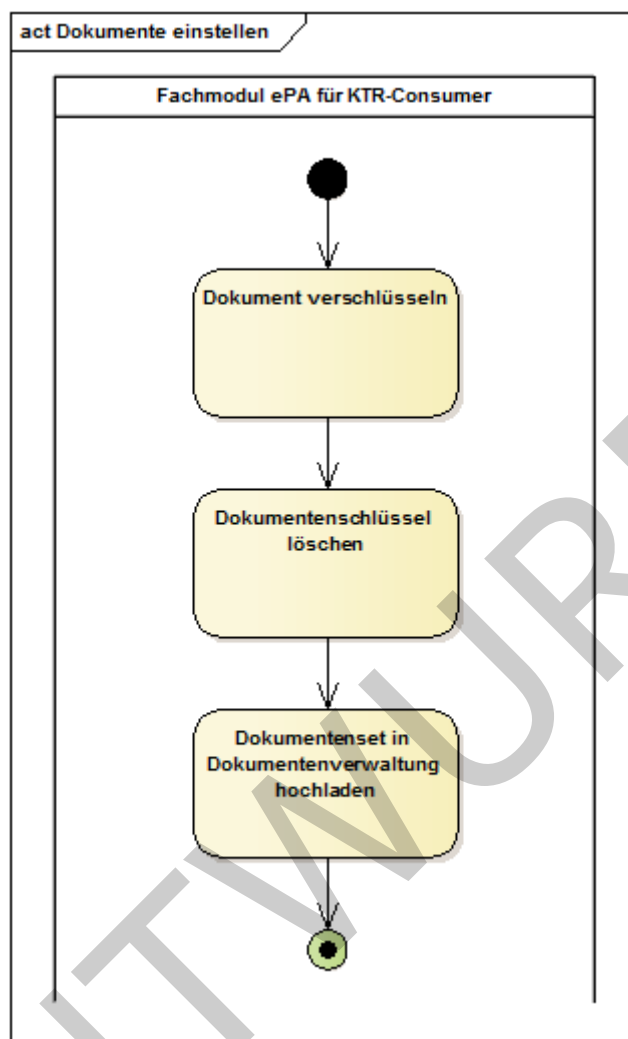 act Dokumente einstellen
Fachmodul ePA für KTR-Consumer
Dokument verschlüsseln
Dokumentenschlüssel
löschen
Dokumentenset in
Dokumentenverwaltung
hochladen